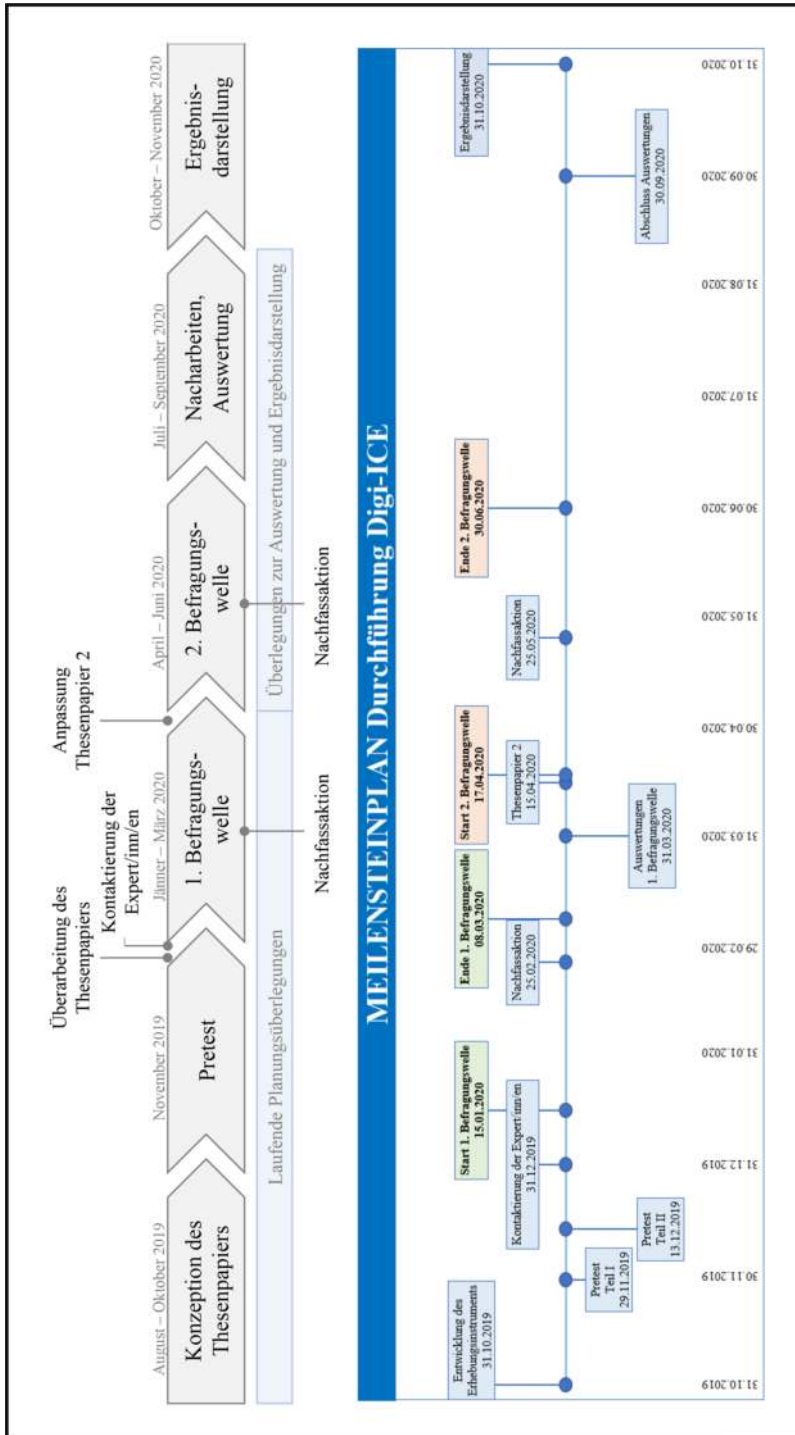 Überarbeitung des
Thesenpapiers
Kontaktierung der
Expert/inn/en
Anpassung
Thesenpapier 2
August – Oktober 2019
November 2019
Jänner – März 2020
April – Juni 2020
Juli – September 2020
Oktober – November 2020
Konzeption des
Thesenpapiers
Pretest
1. Befragungs-
welle
2. Befragungs-
welle
Nacharbeiten,
Auswertung
Ergebnis-
darstellung
Laufende Planungsüberlegungen
Überlegungen zur Auswertung und Ergebnisdarstellung
Nachfassaktion
Nachfassaktion
MEILENSTEINPLAN Durchführung Digi-ICE
Entwicklung des
Erhebungsinstruments
31.10.2019
Pretest
Teil I
29.11.2019
Pretest
Teil II
13.12.2019
Kontaktierung der Expert/inn/en
31.12.2019
Start 1. Befragungswelle
15.01.2020
Nachfassaktion
25.02.2020
Ende 1. Befragungswelle
08.03.2020
Auswertungen
1. Befragungswelle
31.03.2020
Thesenpapier 2
15.04.2020
Start 2. Befragungswelle
17.04.2020
Nachfassaktion
25.05.2020
Ende 2. Befragungswelle
30.06.2020
Abschluss Auswertungen
30.09.2020
Ergebnisdarstellung
31.10.2020
31.10.2019
30.11.2019
31.12.2019
31.01.2020
29.02.2020
31.03.2020
30.04.2020
31.05.2020
30.06.2020
31.07.2020
31.08.2020
30.09.2020
31.10.2020